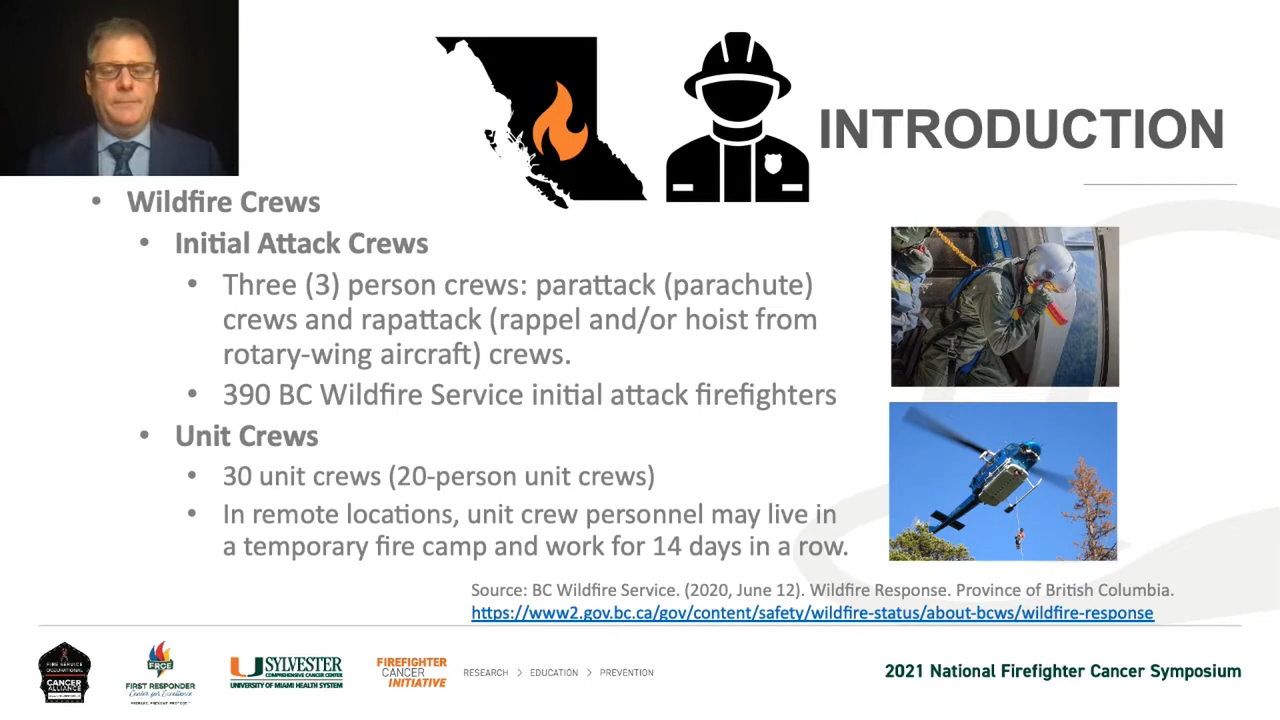 INTRODUCTION
• Wildfire Crews
• Initial Attack Crews
• Three (3) person crews: parattack (parachute)
crews and rapattack (rappel and/or hoist from
rotary-wing aircraft) crews.
• 390 BC Wildfire Service initial attack firefighters
• Unit Crews
• 30 unit crews (20-person unit crews)
• In remote locations, unit crew personnel may live in
a temporary fire camp and work for 14 days in a row.
Source: BC Wildfire Service. (2020, June 12). Wildfire Response. Province of British Columbia.
https://www2.gov.bc.ca/gov/content/safety/wildfire-status/about-bcws/wildfire-response
FIRE SERVICE
OCCUPATIONAL
CANCER
ALLIANCE
FRCE
FIRST RESPONDER
Center for Excellence
SYLVESTER
COMPREHENSIVE CANCER CENTER
UNIVERSITY OF MIAMI HEALTH SYSTEM
FIREFIGHTER
CANCER
INITIATIVE
RESEARCH > EDUCATION > PREVENTION
2021 National Firefighter Cancer Symposium